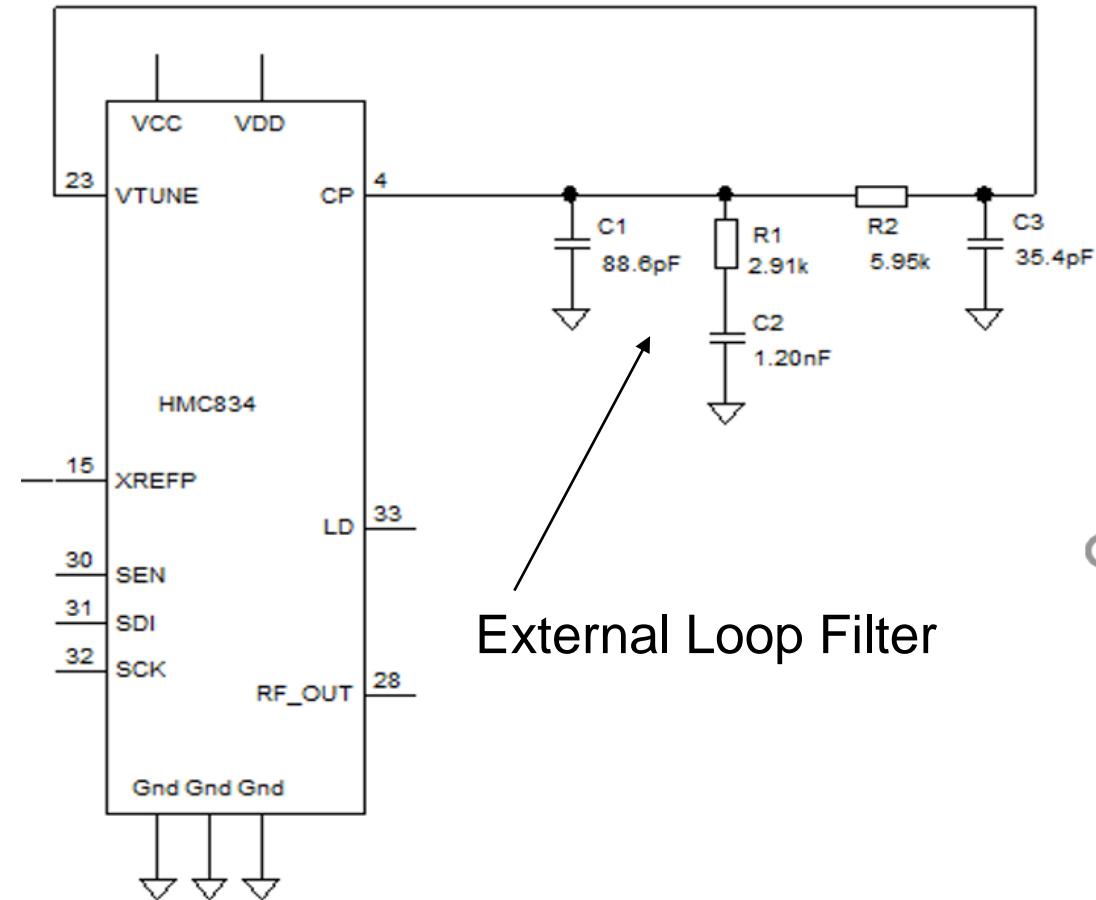 VCC VDD
23 VTUNE CP 4
C1
88.6pF
R1
2.91k
R2
5.95k
C3
35.4pF
C2
1.20nF
HMC834
15 XREFP
LD 33
30 SEN
31 SDI
32 SCK
External Loop Filter
RF_OUT 28
Gnd Gnd Gnd